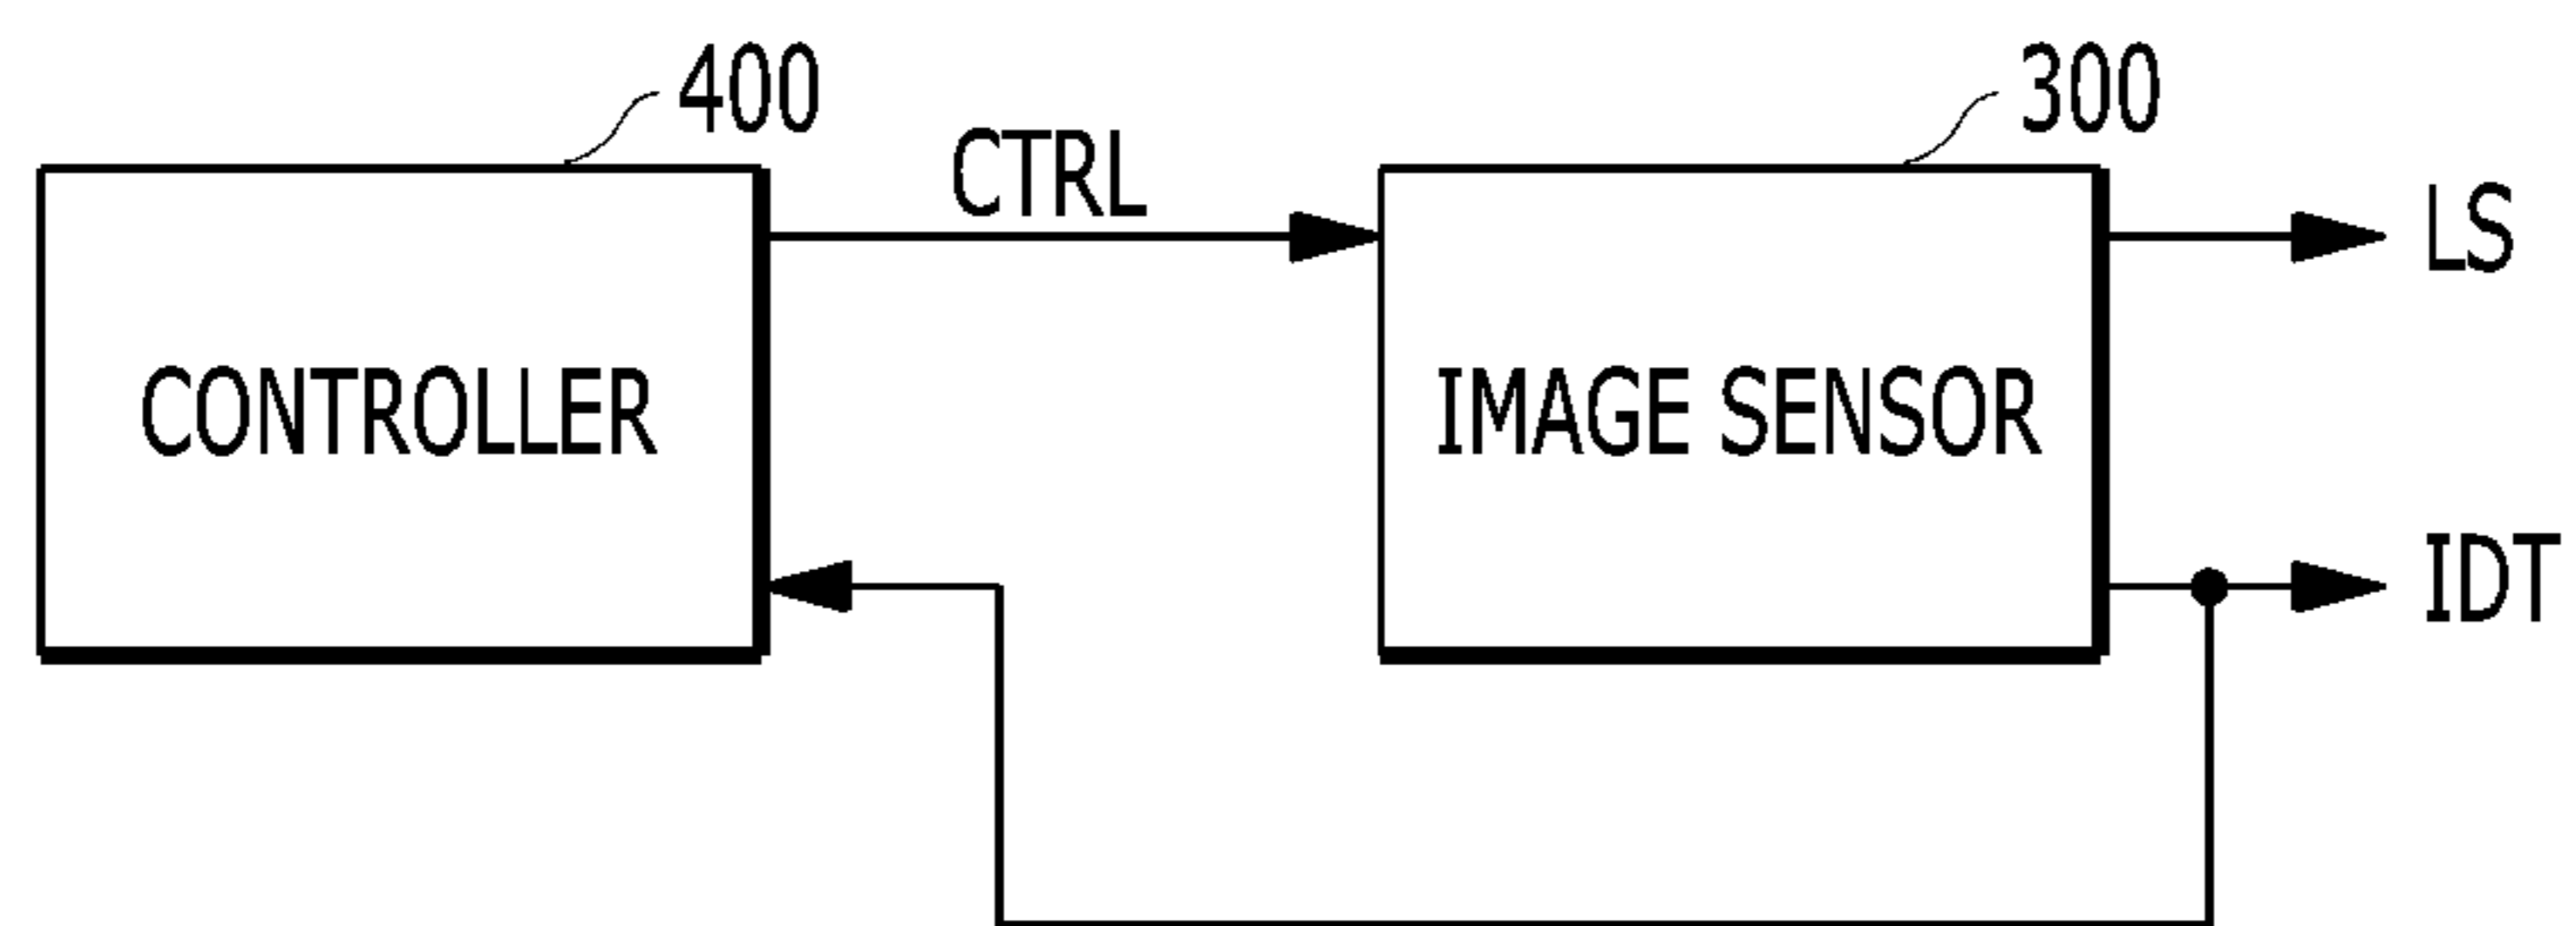 400
300
CTRL
LS
CONTROLLER
IMAGE SENSOR
IDT